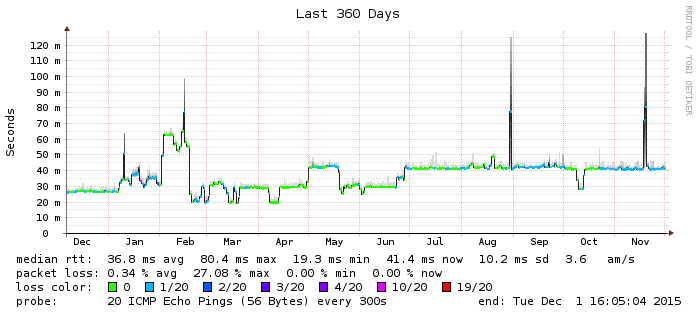 Last 360 Days
RRDTOOL / TOBI OETIKER
Seconds
120 m
110 m
100 m
90 m
80 m
70 m
60 m
50 m
40 m
30 m
20 m
10 m
0
Dec Jan Feb Mar Apr May Jun Jul Aug Sep Oct Nov
median rtt: 36.8 ms avg 80.4 ms max 19.3 ms min 41.4 ms now 10.2 ms sd 3.6 am/s
packet loss: 0.34 % avg 27.08 % max 0.00 % min 0.00 % now
loss color: 0 1/20 2/20 3/20 4/20 10/20 19/20
probe: 20 ICMP Echo Pings (56 Bytes) every 300s end: Tue Dec 1 16:05:04 2015